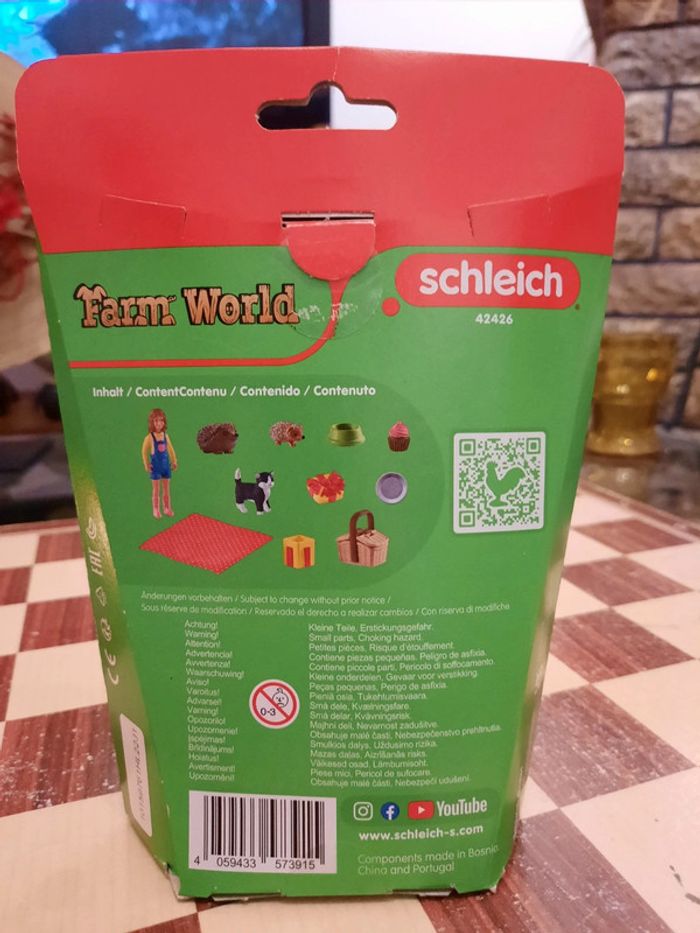 Farm World
schleich
42426
Inhalt / ContentContenu / Contenido / Contenuto
Änderungen vorbehalten / Subject to change without prior notice /
Sous réserve de modification / Reservado el derecho a realizar cambios / Con riserva di modifiche
Achtung!
Warning!
Attention!
Advertencia!
Avvertenza!
Waarschuwing!
Aviso!
Varoitus!
Advarsel!
Varning!
Opozorilo!
Upozornenie!
Įspėjimas!
Brīdinājums!
Hoiatus!
Avertisment!
Upozornění!
Kleine Teile. Erstickungsgefahr.
Small parts. Choking hazard.
Petites pièces. Risque d'étouffement.
Contiene piezas pequeñas. Peligro de asfixia.
Contiene piccole parti. Pericolo di soffocamento.
Kleine onderdelen. Gevaar voor verstikking.
Peças pequenas. Perigo de asfixia.
Pieniä osia. Tukehtumisvaara.
Små dele. Kvælningsfare.
Små delar. Kvävningsrisk.
Majhni deli. Nevarnost zadušitve.
Obsahuje malé časti. Nebezpečenstvo prehltnutia.
Smulkios dalys. Uždusimo rizika.
Mazas daļas. Aizrīšanās risks.
Väikesed osad. Lämbumisoht.
Piese mici. Pericol de sufocare.
Obsahuje malé části. Nebezpečí udušení.
0-3
EAC
CE
4 059433 573915
YouTube
www.schleich-s.com
Components made in Bosnia,
China and Portugal